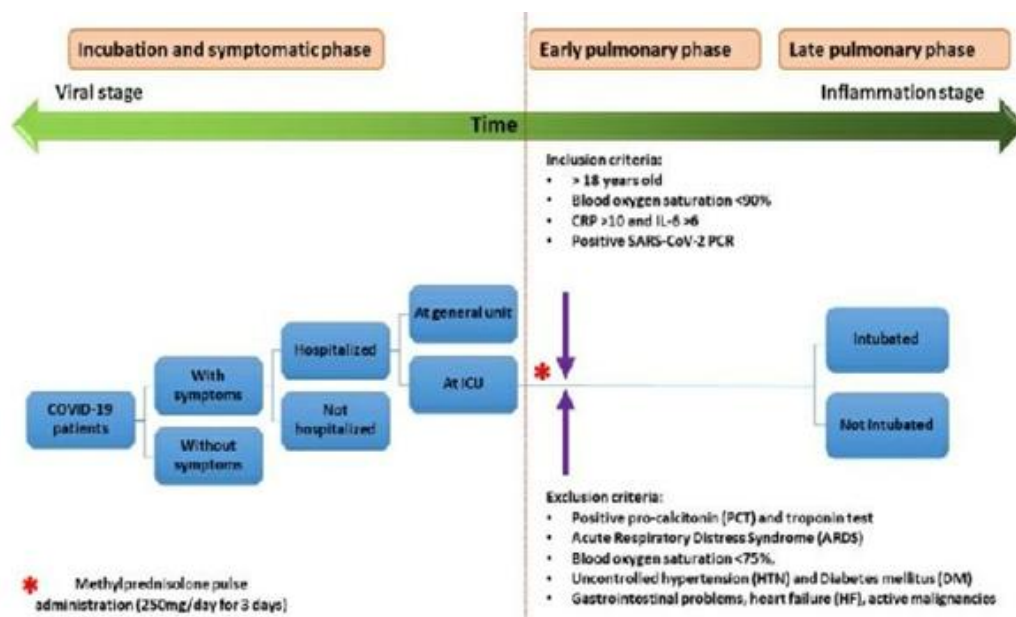 Incubation and symptomatic phase
Early pulmonary phase
Late pulmonary phase
Viral stage
Inflammation stage
Time
Inclusion criteria:
• > 18 years old
• Blood oxygen saturation <90%
• CRP >10 and IL-6 >6
• Positive SARS-CoV-2 PCR
At general unit
Hospitalized
Intubated
With
symptoms
*
At ICU
COVID-19
patients
Not
hospitalized
Not Intubated
Without
symptoms
Exclusion criteria:
• Positive pro-calcitonin (PCT) and troponin test
• Acute Respiratory Distress Syndrome (ARDS)
• Blood oxygen saturation <75%,
• Uncontrolled hypertension (HTN) and Diabetes mellitus (DM)
• Gastrointestinal problems, heart failure (HF), active malignancies
* Methylprednisolone pulse
administration (250mg/day for 3 days)